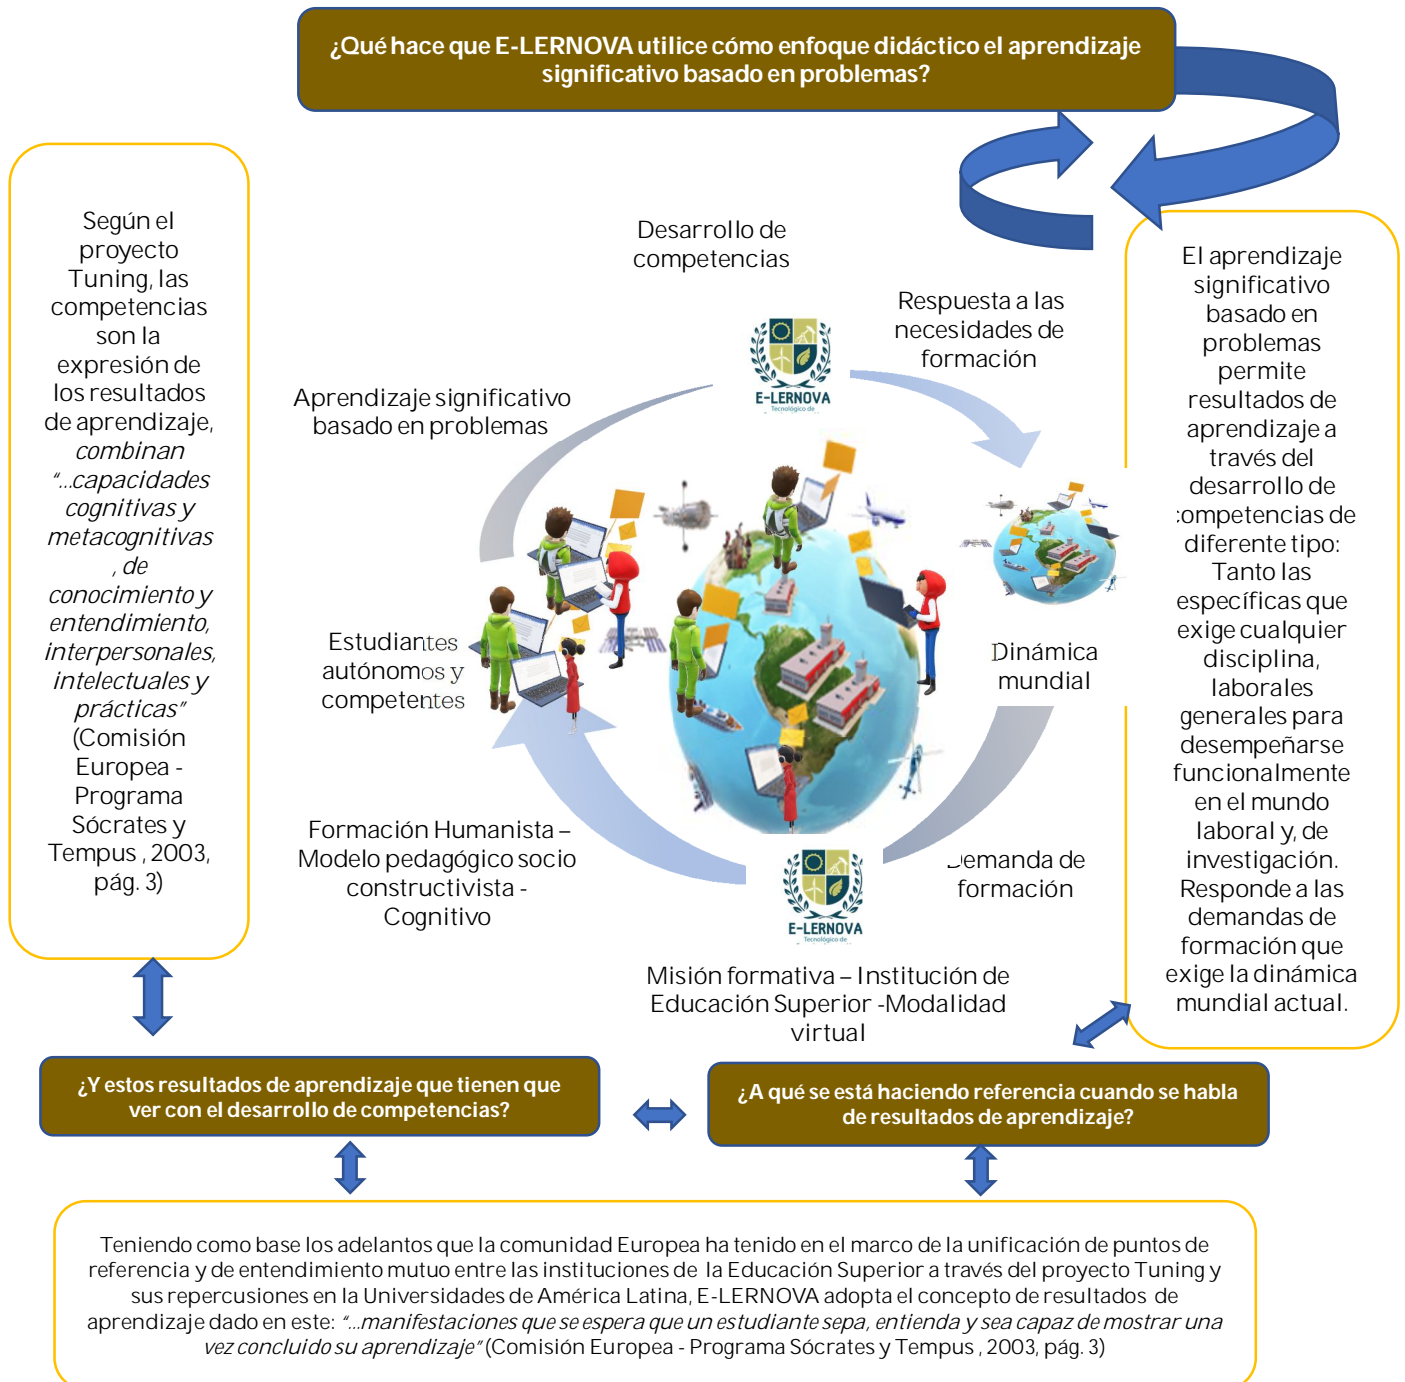 ¿Qué hace que E-LERNOVA utilice cómo enfoque didáctico el aprendizaje
significativo basado en problemas?
Según el
proyecto
Tuning, las
competencias
son la
expresión de
los resultados
de aprendizaje,
combinan
"...capacidades
cognitivas y
metacognitivas
, de
conocimiento y
entendimiento,
interpersonales,
intelectuales y
prácticas"
(Comisión
Europea -
Programa
Sócrates y
Tempus , 2003,
pág. 3)
Desarrollo de
competencias
Respuesta a las
necesidades de
formación
E-LERNOVA
Tecnológico de
Aprendizaje significativo
basado en problemas
Estudiantes
autónomos y
competentes
Dinámica
mundial
Formación Humanista –
Modelo pedagógico socio
constructivista -
Cognitivo
Demanda de
formación
E-LERNOVA
Tecnológico de
Misión formativa – Institución de
Educación Superior -Modalidad
virtual
El aprendizaje
significativo
basado en
problemas
permite
resultados de
aprendizaje a
través del
desarrollo de
competencias de
diferente tipo:
Tanto las
específicas que
exige cualquier
disciplina,
laborales
generales para
desempeñarse
funcionalmente
en el mundo
laboral y, de
investigación.
Responde a las
demandas de
formación que
exige la dinámica
mundial actual.
¿Y estos resultados de aprendizaje que tienen que
ver con el desarrollo de competencias?
¿A qué se está haciendo referencia cuando se habla
de resultados de aprendizaje?
Teniendo como base los adelantos que la comunidad Europea ha tenido en el marco de la unificación de puntos de
referencia y de entendimiento mutuo entre las instituciones de la Educación Superior a través del proyecto Tuning y
sus repercusiones en la Universidades de América Latina, E-LERNOVA adopta el concepto de resultados de
aprendizaje dado en este: "...manifestaciones que se espera que un estudiante sepa, entienda y sea capaz de mostrar una
vez concluido su aprendizaje" (Comisión Europea - Programa Sócrates y Tempus , 2003, pág. 3)